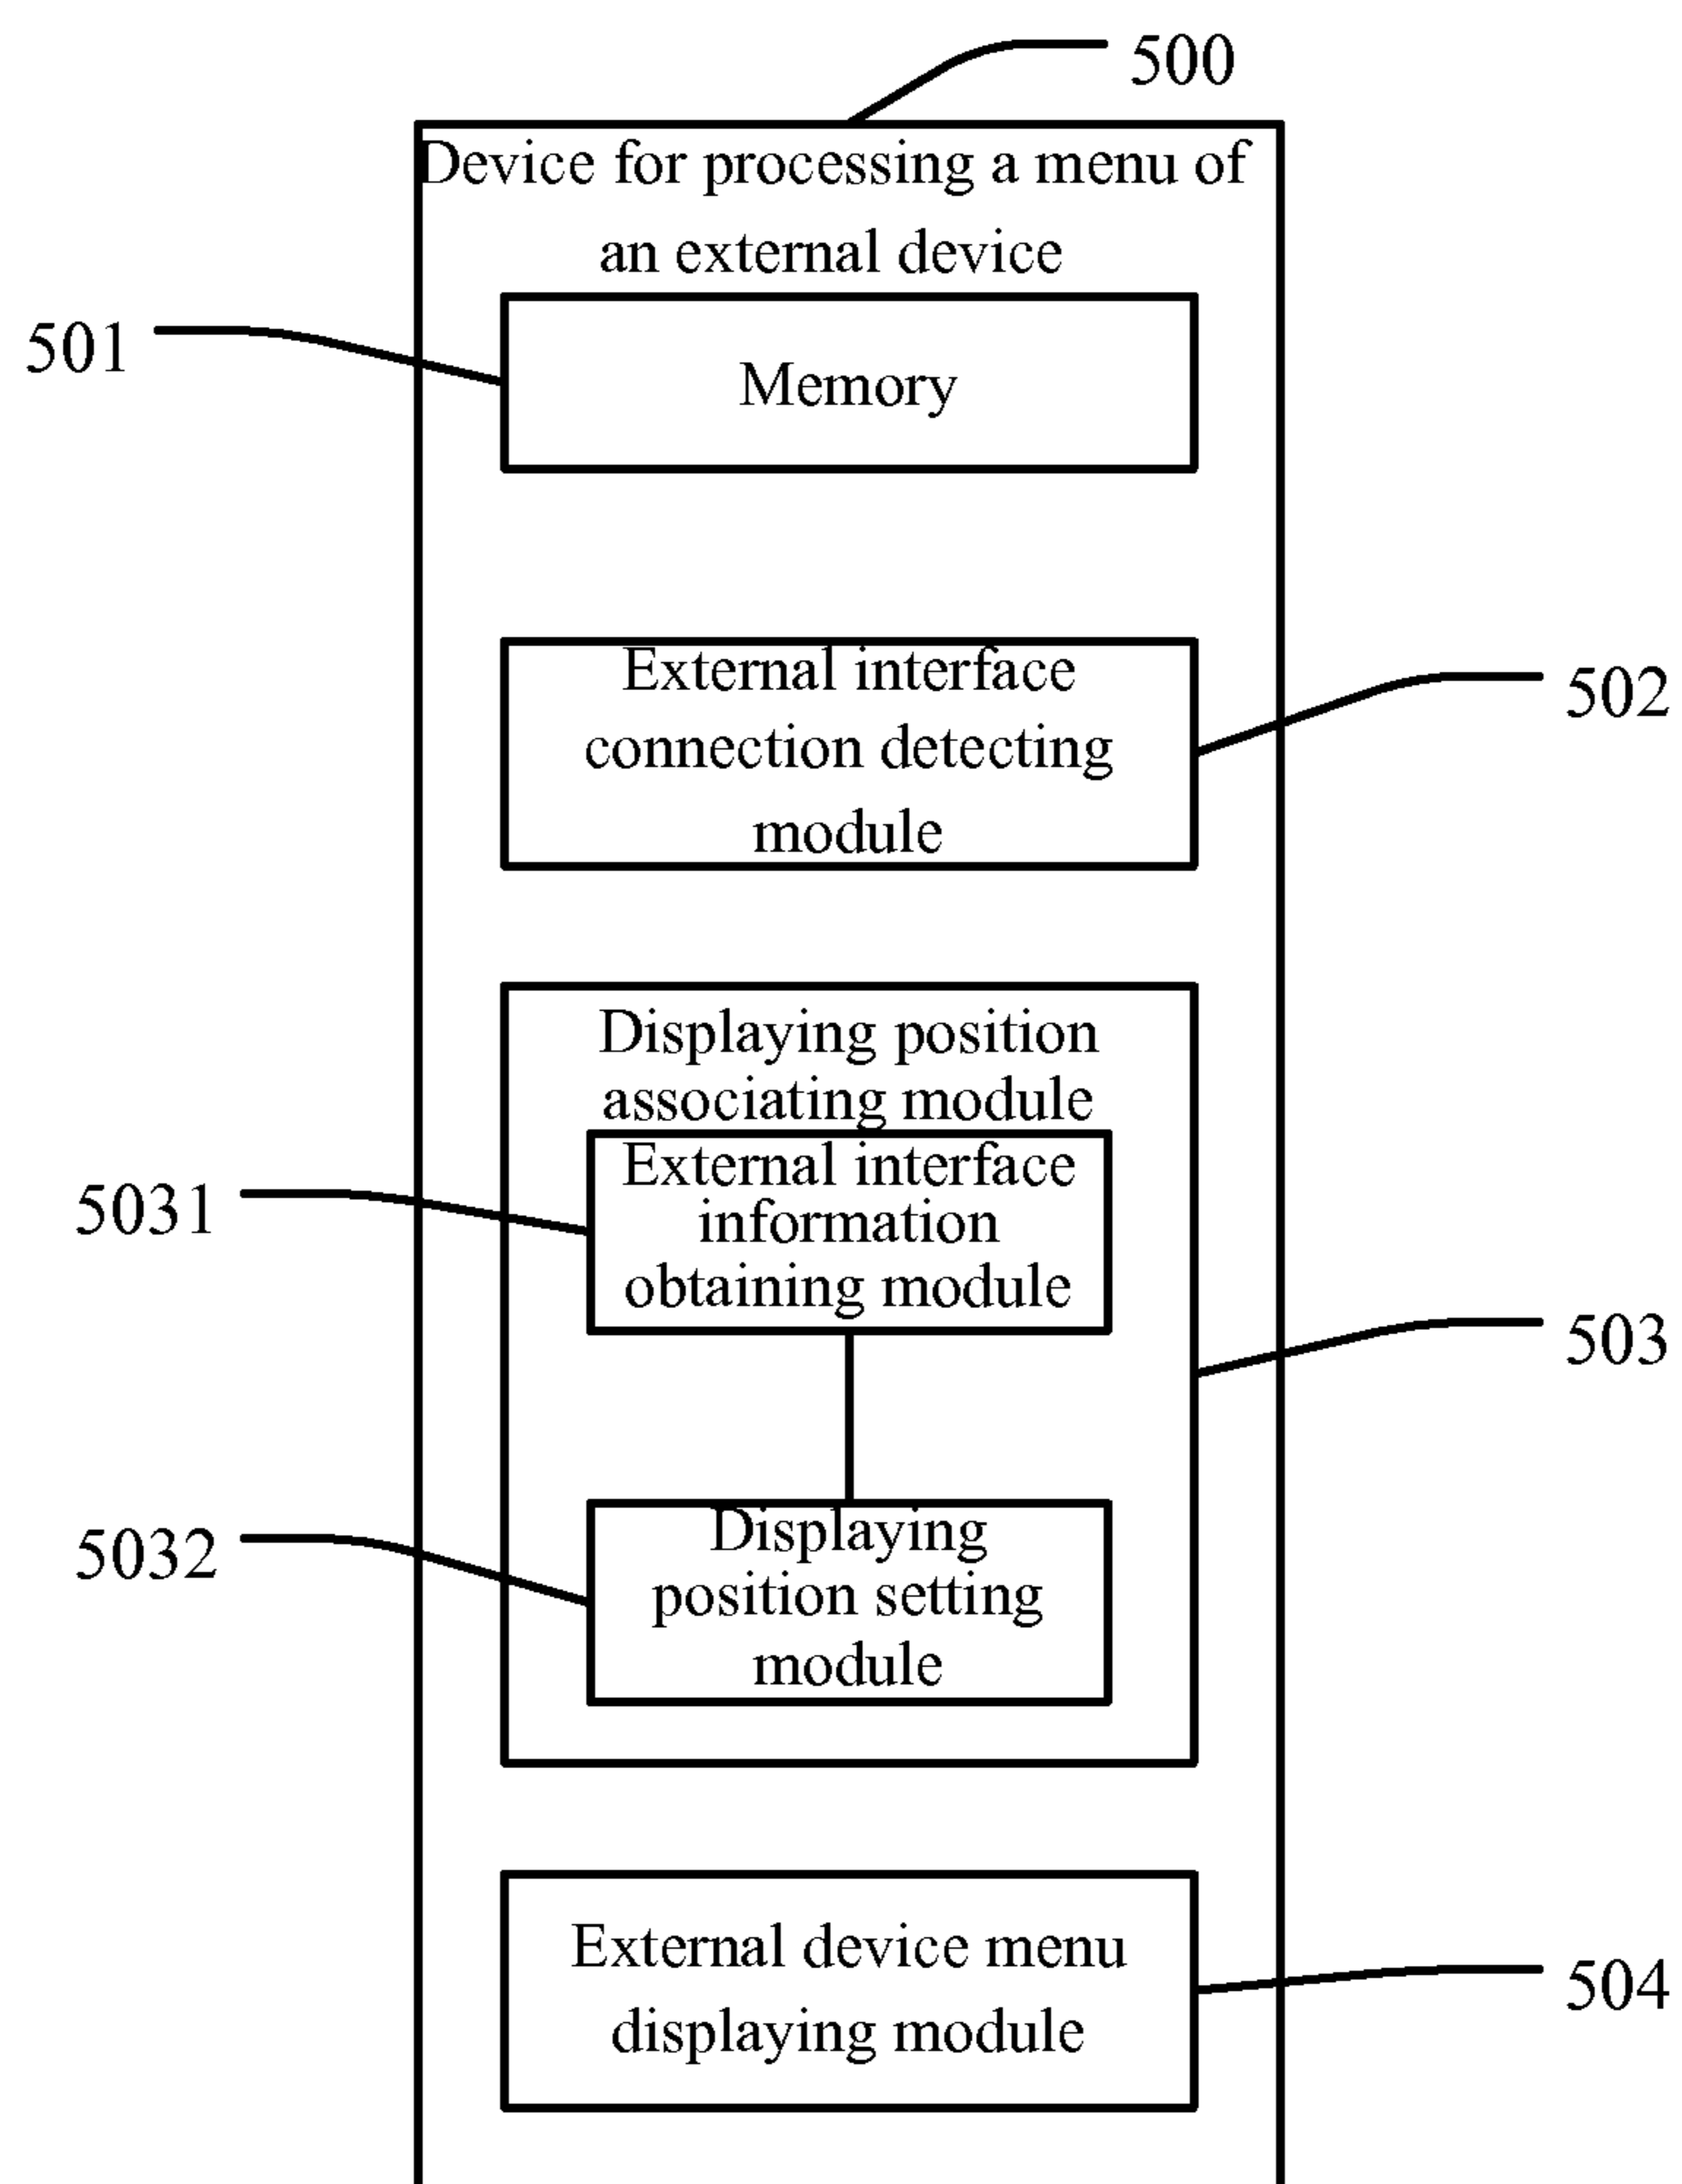 500
Device for processing a menu of
an external device
501
Memory
External interface
502
connection detecting
module
Displaying position
associating module
External interface
5031
information
obtaining module
503
Displaying
5032
position setting
module
External device menu
504
displaying module